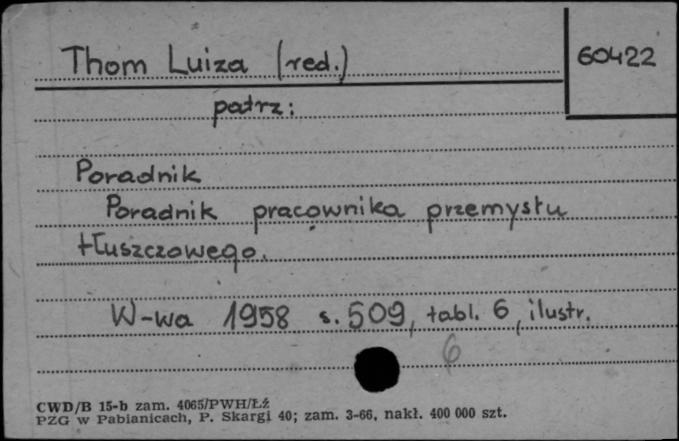 Thom Luiza (red.)
60422
patrz:
Poradnik
Poradnik pracownika przemysłu
tłuszczowego.
W-wa 1958 s. 509, tabl. 6, ilustr.
6
CWD/B 15-b zam. 4065/PWH/Łź
PZG w Pabianicach, P. Skargi 40; zam. 3-66, nakł. 400 000 szt.